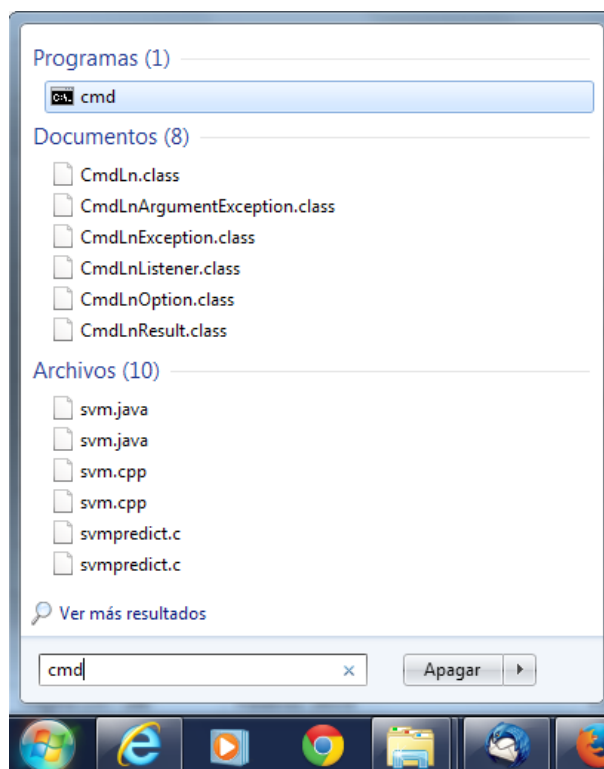 Programas (1)
cmd
Documentos (8)
CmdLn.class
CmdLnArgumentException.class
CmdLnException.class
CmdLnListener.class
CmdLnOption.class
CmdLnResult.class
Archivos (10)
svm.java
svm.java
svm.cpp
svm.cpp
svmpredict.c
svmpredict.c
Ver más resultados
cmd
Apagar